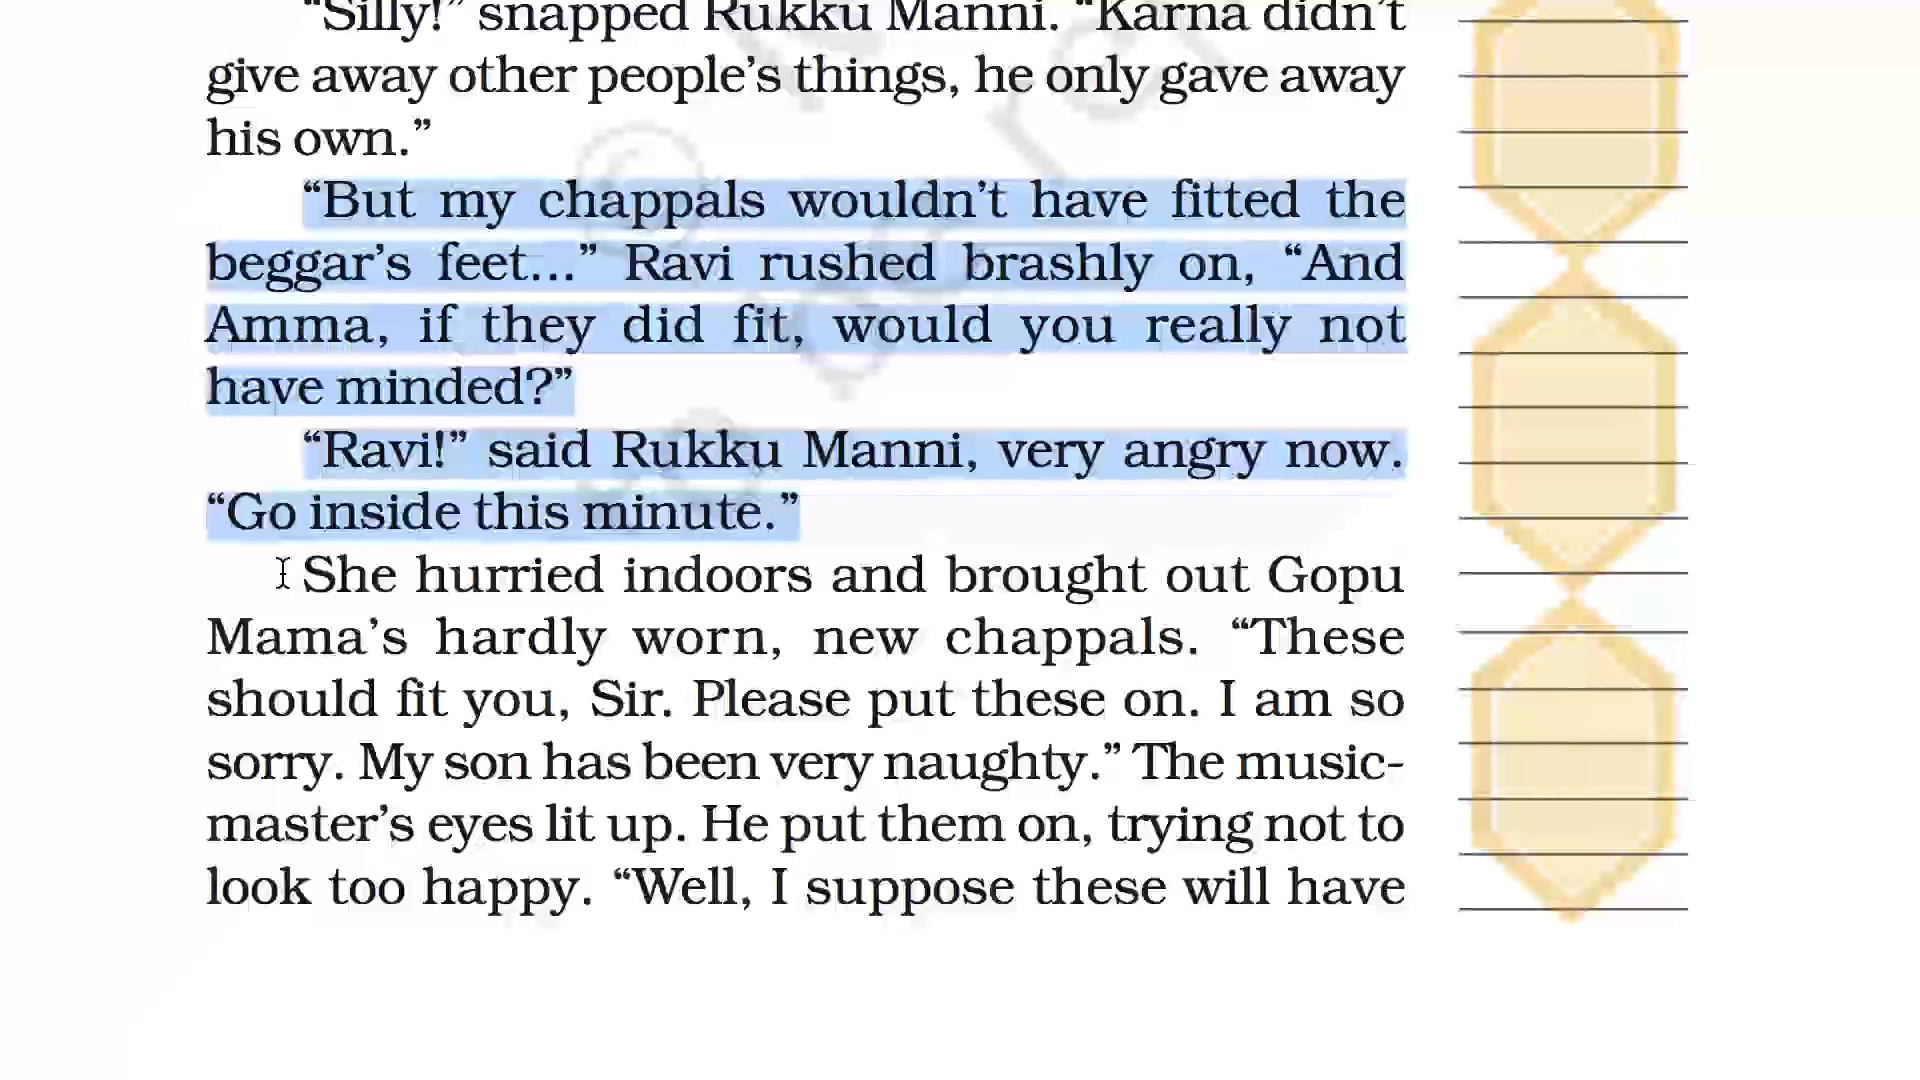 “Silly!” snapped Rukku Manni. “Karna didn’t
give away other people’s things, he only gave away
his own.”
“But my chappals wouldn’t have fitted the
beggar’s feet...” Ravi rushed brashly on, “And
Amma, if they did fit, would you really not
have minded?”
“Ravi!” said Rukku Manni, very angry now.
“Go inside this minute.”
She hurried indoors and brought out Gopu
Mama’s hardly worn, new chappals. “These
should fit you, Sir. Please put these on. I am so
sorry. My son has been very naughty.” The music-
master’s eyes lit up. He put them on, trying not to
look too happy. “Well, I suppose these will have